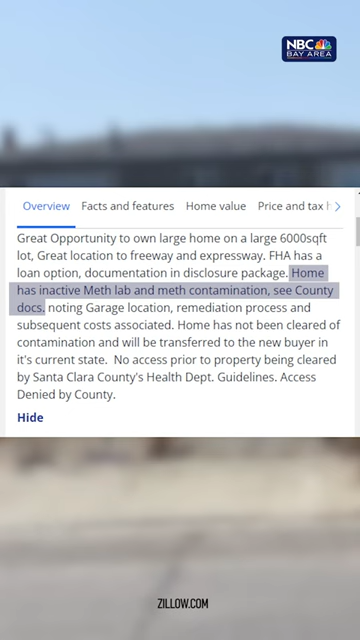 NBC
BAY AREA
Overview Facts and features Home value Price and tax h
Great Opportunity to own large home on a large 6000sqft
lot, Great location to freeway and expressway. FHA has a
loan option, documentation in disclosure package. Home
has inactive Meth lab and meth contamination, see County
docs. noting Garage location, remediation process and
subsequent costs associated. Home has not been cleared of
contamination and will be transferred to the new buyer in
it's current state.  No access prior to property being cleared
by Santa Clara County's Health Dept. Guidelines. Access
Denied by County.
Hide
ZILLOW.COM